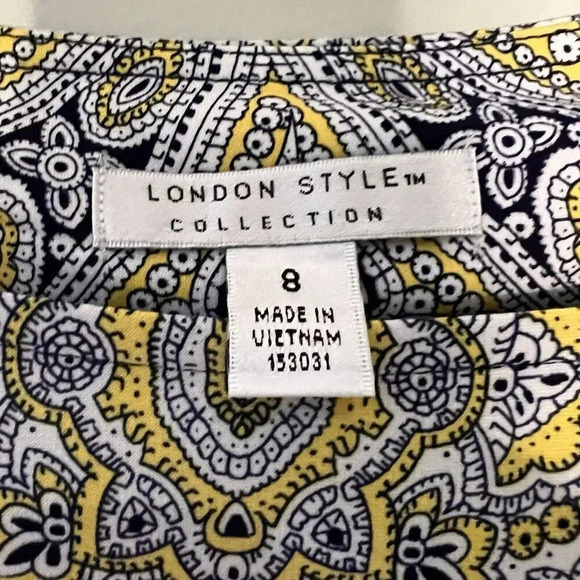 LONDON STYLE™
COLLECTION
8
MADE IN
VIETNAM
153031